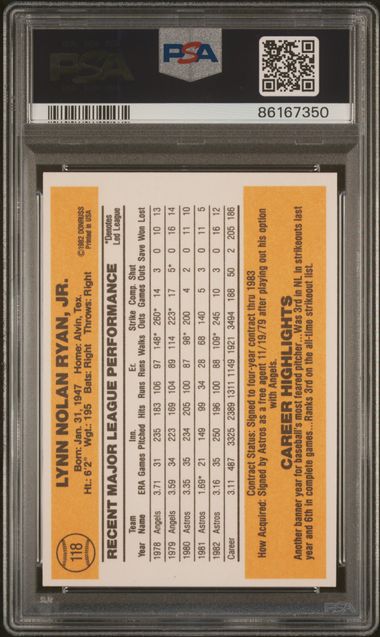 PSA
PSA
86167350
118
LYNN NOLAN RYAN, JR.
©1982 DONRUSS
Printed in USA
Born: Jan. 31, 1947 Home: Alvin, Tex.
Ht.: 6'2" Wgt.: 195 Bats: Right Throws: Right
RECENT MAJOR LEAGUE PERFORMANCE
*Denotes
Led League
Team Inn. Er. Strike Comp. Shut
Year Name ERA Games Pitched Hits Runs Runs Walks Outs Games Outs Save Won Lost
1978 Angels 3.71 31 235 183 106 97 148* 260* 14 3 0 10 13
1979 Angels 3.59 34 223 169 104 89 114 223* 17 5* 0 16 14
1980 Astros 3.35 35 234 205 100 87 98* 200 4 2 0 11 10
1981 Astros 1.69* 21 149 99 34 28 68 140 5 3 0 11 5
1982 Astros 3.16 35 250 196 100 88 109* 245 10 3 0 16 12
Career 3.11 487 3325 2389 1311 1149 1921 3494 188 50 2 205 186
Contract Status: Signed to four-year contract thru 1983
How Acquired: Signed by Astros as a free agent 11/19/79 after playing out his option
with Angels.
CAREER HIGHLIGHTS
Another banner year for baseball's most feared pitcher...Was 3rd in NL in strikeouts last
year and 6th in complete games...Ranks 3rd on the all-time strikeout list.